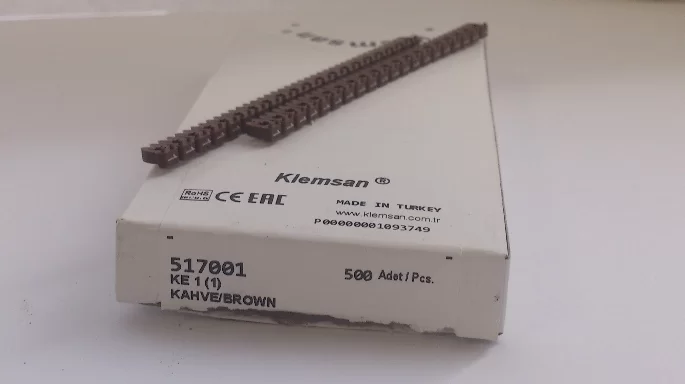 Klemsan ®
RoHS
CE EAC
MADE IN TURKEY
www.klemsan.com.tr
P00000001093749
517001
KE 1 (1)
KAHVE/BROWN
500 Adet / Pcs.